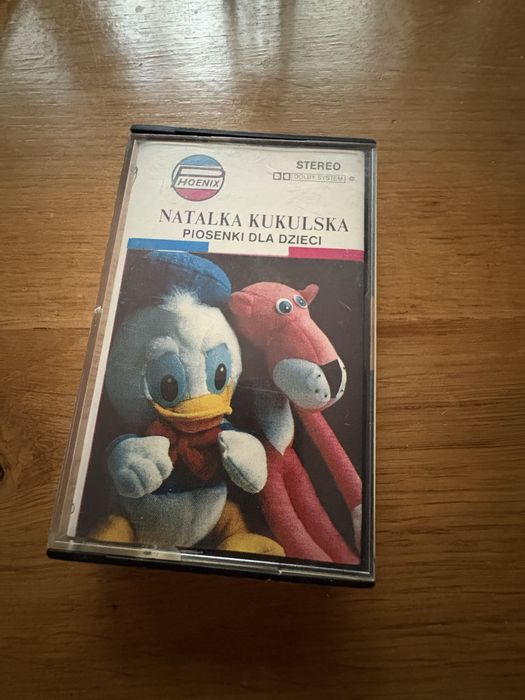 PHOENIX
STEREO
DOLBY SYSTEM ®
NATALKA KUKULSKA
PIOSENKI DLA DZIECI